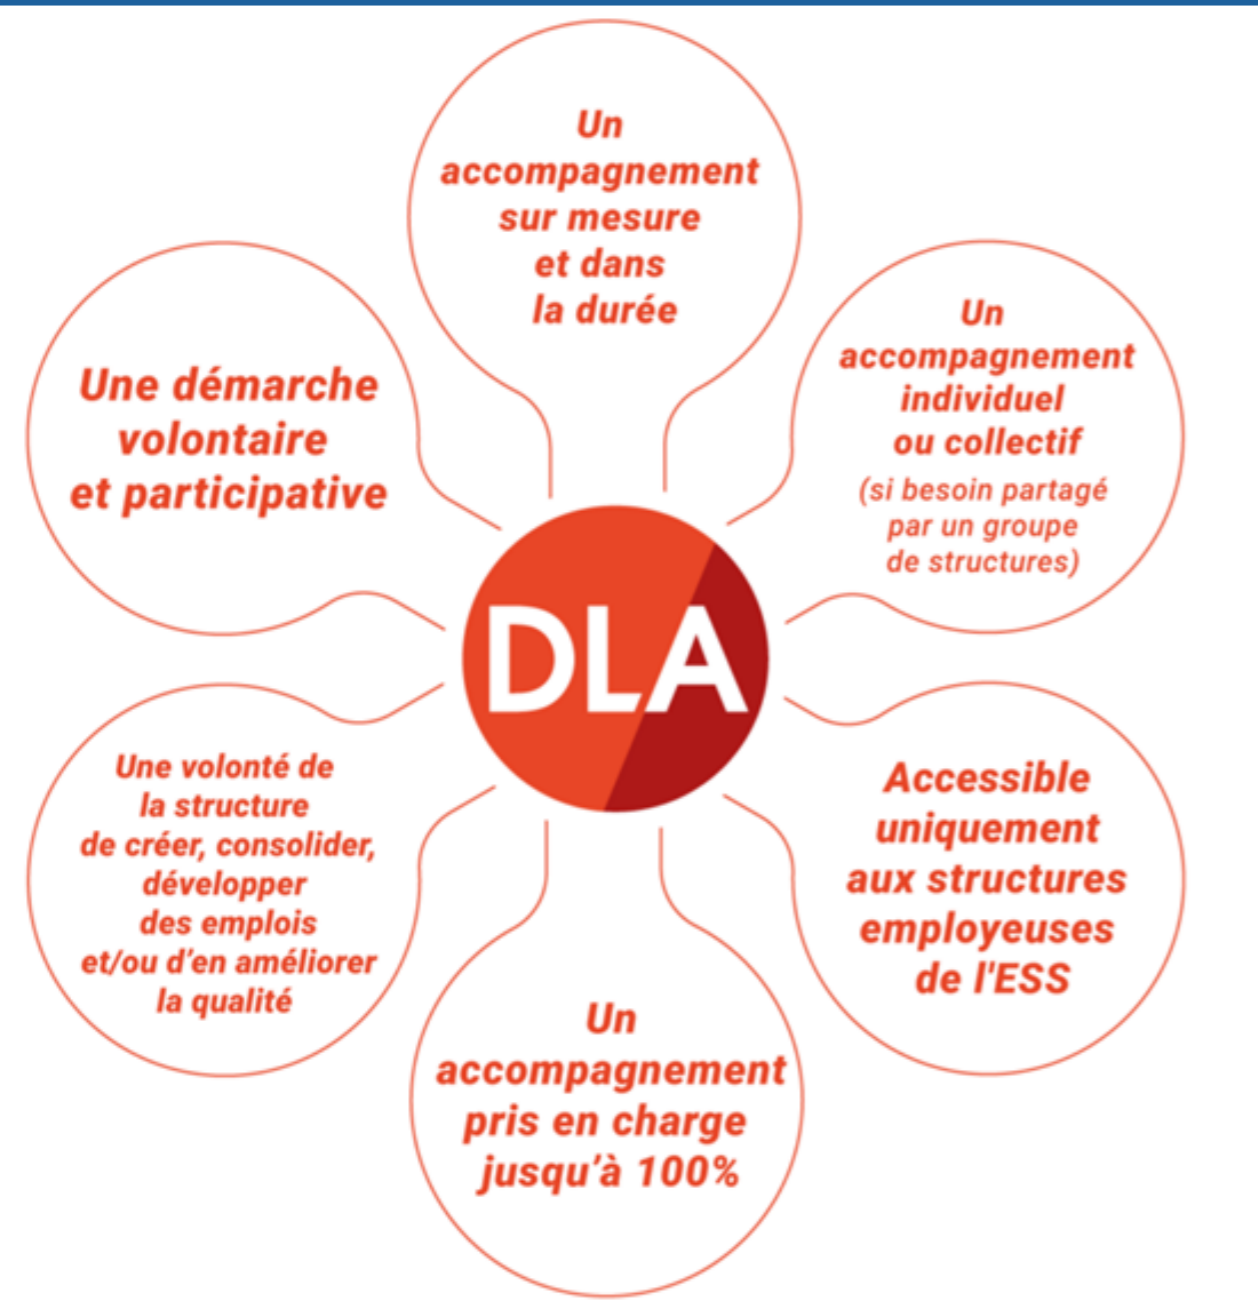 Un
accompagnement
sur mesure
et dans
la durée
Un
accompagnement
individuel
ou collectif
(si besoin partagé
par un groupe
de structures)
Une démarche
volontaire
et participative
DLA
Une volonté de
la structure
de créer, consolider,
développer
des emplois
et/ou d'en améliorer
la qualité
Accessible
uniquement
aux structures
employeuses
de l'ESS
Un
accompagnement
pris en charge
jusqu'à 100%